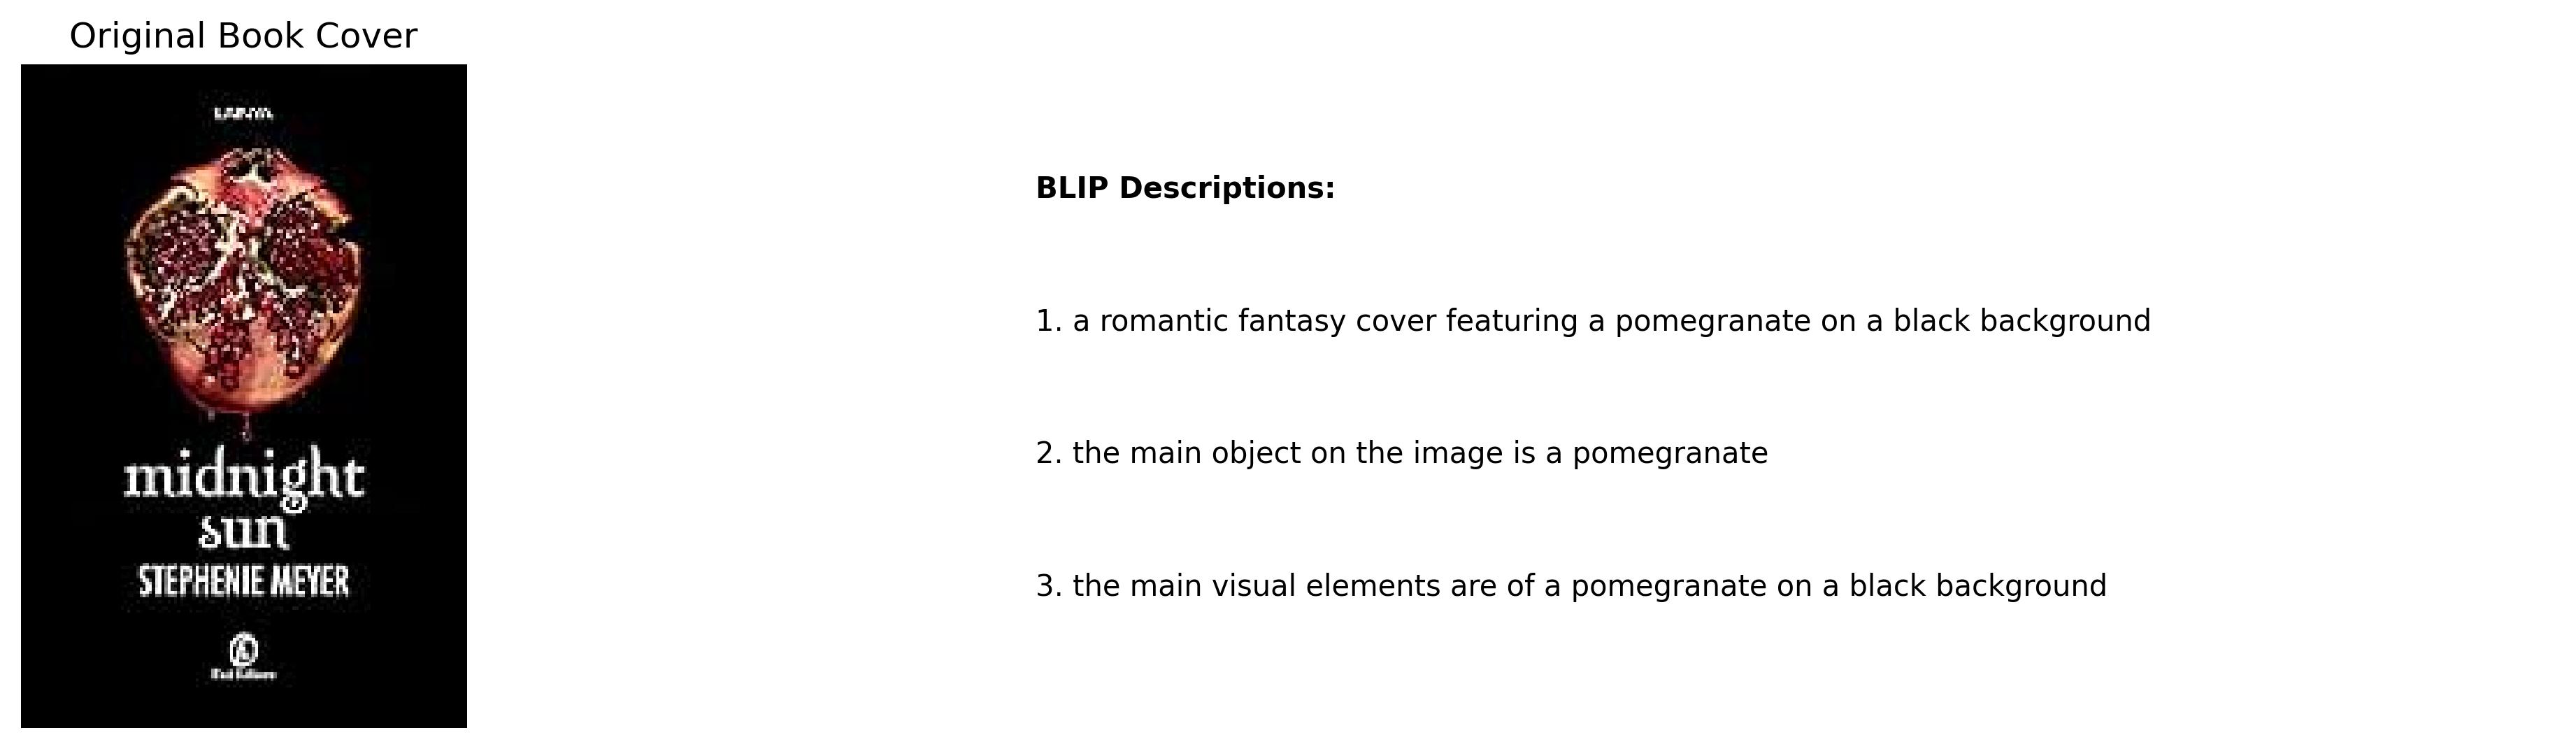 Original Book Cover
midnight
sun
STEPHENIE MEYER
BLIP Descriptions:
1. a romantic fantasy cover featuring a pomegranate on a black background
2. the main object on the image is a pomegranate
3. the main visual elements are of a pomegranate on a black background